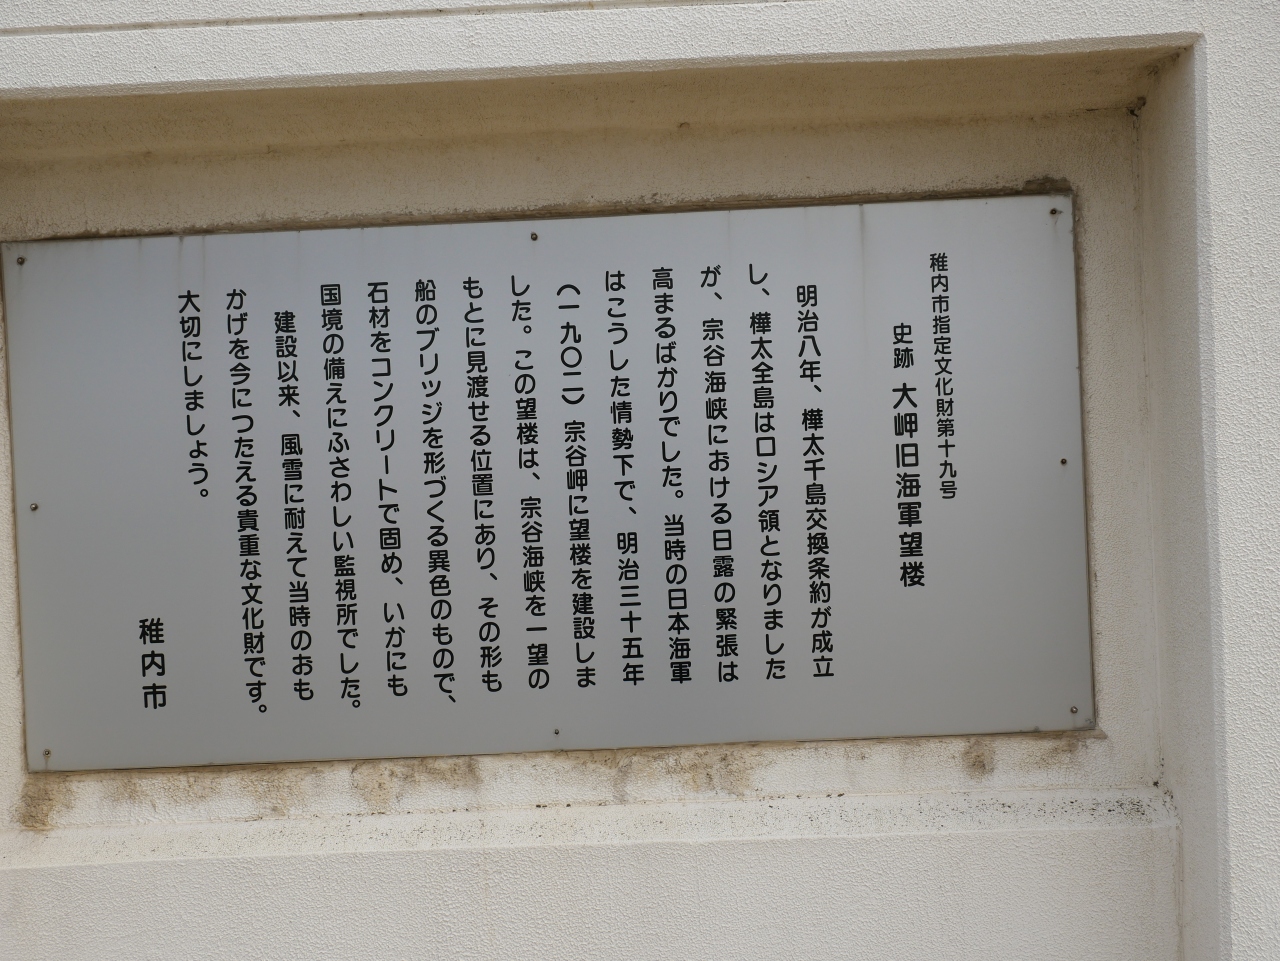 稚内市指定文化財第十九号
史跡 大岬旧海軍望楼
明治八年、樺太千島交換条約が成立
し、樺太全島はロシア領となりました
が、宗谷海峡における日露の緊張は
高まるばかりでした。当時の日本海軍
はこうした情勢下で、明治三十五年
(一九〇二)宗谷岬に望楼を建設しま
した。この望楼は、宗谷海峡を一望の
もとに見渡せる位置にあり、その形も
船のブリッジを形づくる異色のもので、
石材をコンクリートで固め、いかにも
国境の備えにふさわしい監視所でした。
建設以来、風雪に耐えて当時のおも
かげを今につたえる貴重な文化財です。
大切にしましょう。
稚内市